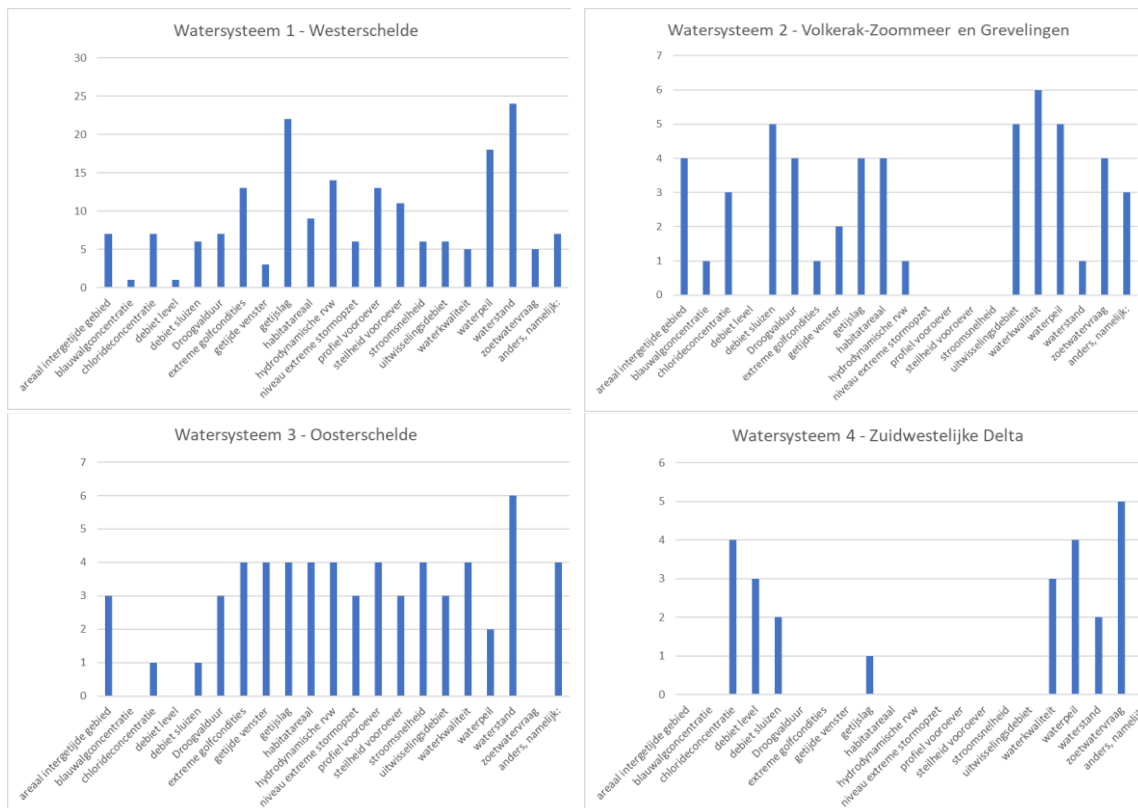 Watersysteem 1 - Westerschelde
30
25
20
15
10
5
0
areaal intergetijde gebied
blauwalgconcentratie
chlorideconcentratie
debiet level
debiet sluizen
Droogvalduur
extreme golfcondities
getijde venster
getijslag
habitatareaal
hydrodynamische rvw
niveau extreme stormopzet
profiel vooroever
steilheid vooroever
stroomsnelheid
uitwisselingsdebiet
waterkwaliteit
waterpeil
waterstand
zoetwatervraag
anders, namelijk:
Watersysteem 2 - Volkerak-Zoommeer en Grevelingen
7
6
5
4
3
2
1
0
areaal intergetijde gebied
blauwalgconcentratie
chlorideconcentratie
debiet level
debiet sluizen
Droogvalduur
extreme golfcondities
getijde venster
getijslag
habitatareaal
hydrodynamische rvw
niveau extreme stormopzet
profiel vooroever
steilheid vooroever
stroomsnelheid
uitwisselingsdebiet
waterkwaliteit
waterpeil
waterstand
zoetwatervraag
anders, namelijk:
Watersysteem 3 - Oosterschelde
7
6
5
4
3
2
1
0
areaal intergetijde gebied
blauwalgconcentratie
chlorideconcentratie
debiet level
debiet sluizen
Droogvalduur
extreme golfcondities
getijde venster
getijslag
habitatareaal
hydrodynamische rvw
niveau extreme stormopzet
profiel vooroever
steilheid vooroever
stroomsnelheid
uitwisselingsdebiet
waterkwaliteit
waterpeil
waterstand
zoetwatervraag
anders, namelijk:
Watersysteem 4 - Zuidwestelijke Delta
6
5
4
3
2
1
0
areaal intergetijde gebied
blauwalgconcentratie
chlorideconcentratie
debiet level
debiet sluizen
Droogvalduur
extreme golfcondities
getijde venster
getijslag
habitatareaal
hydrodynamische rvw
niveau extreme stormopzet
profiel vooroever
steilheid vooroever
stroomsnelheid
uitwisselingsdebiet
waterkwaliteit
waterpeil
waterstand
zoetwatervraag
anders, namelijk